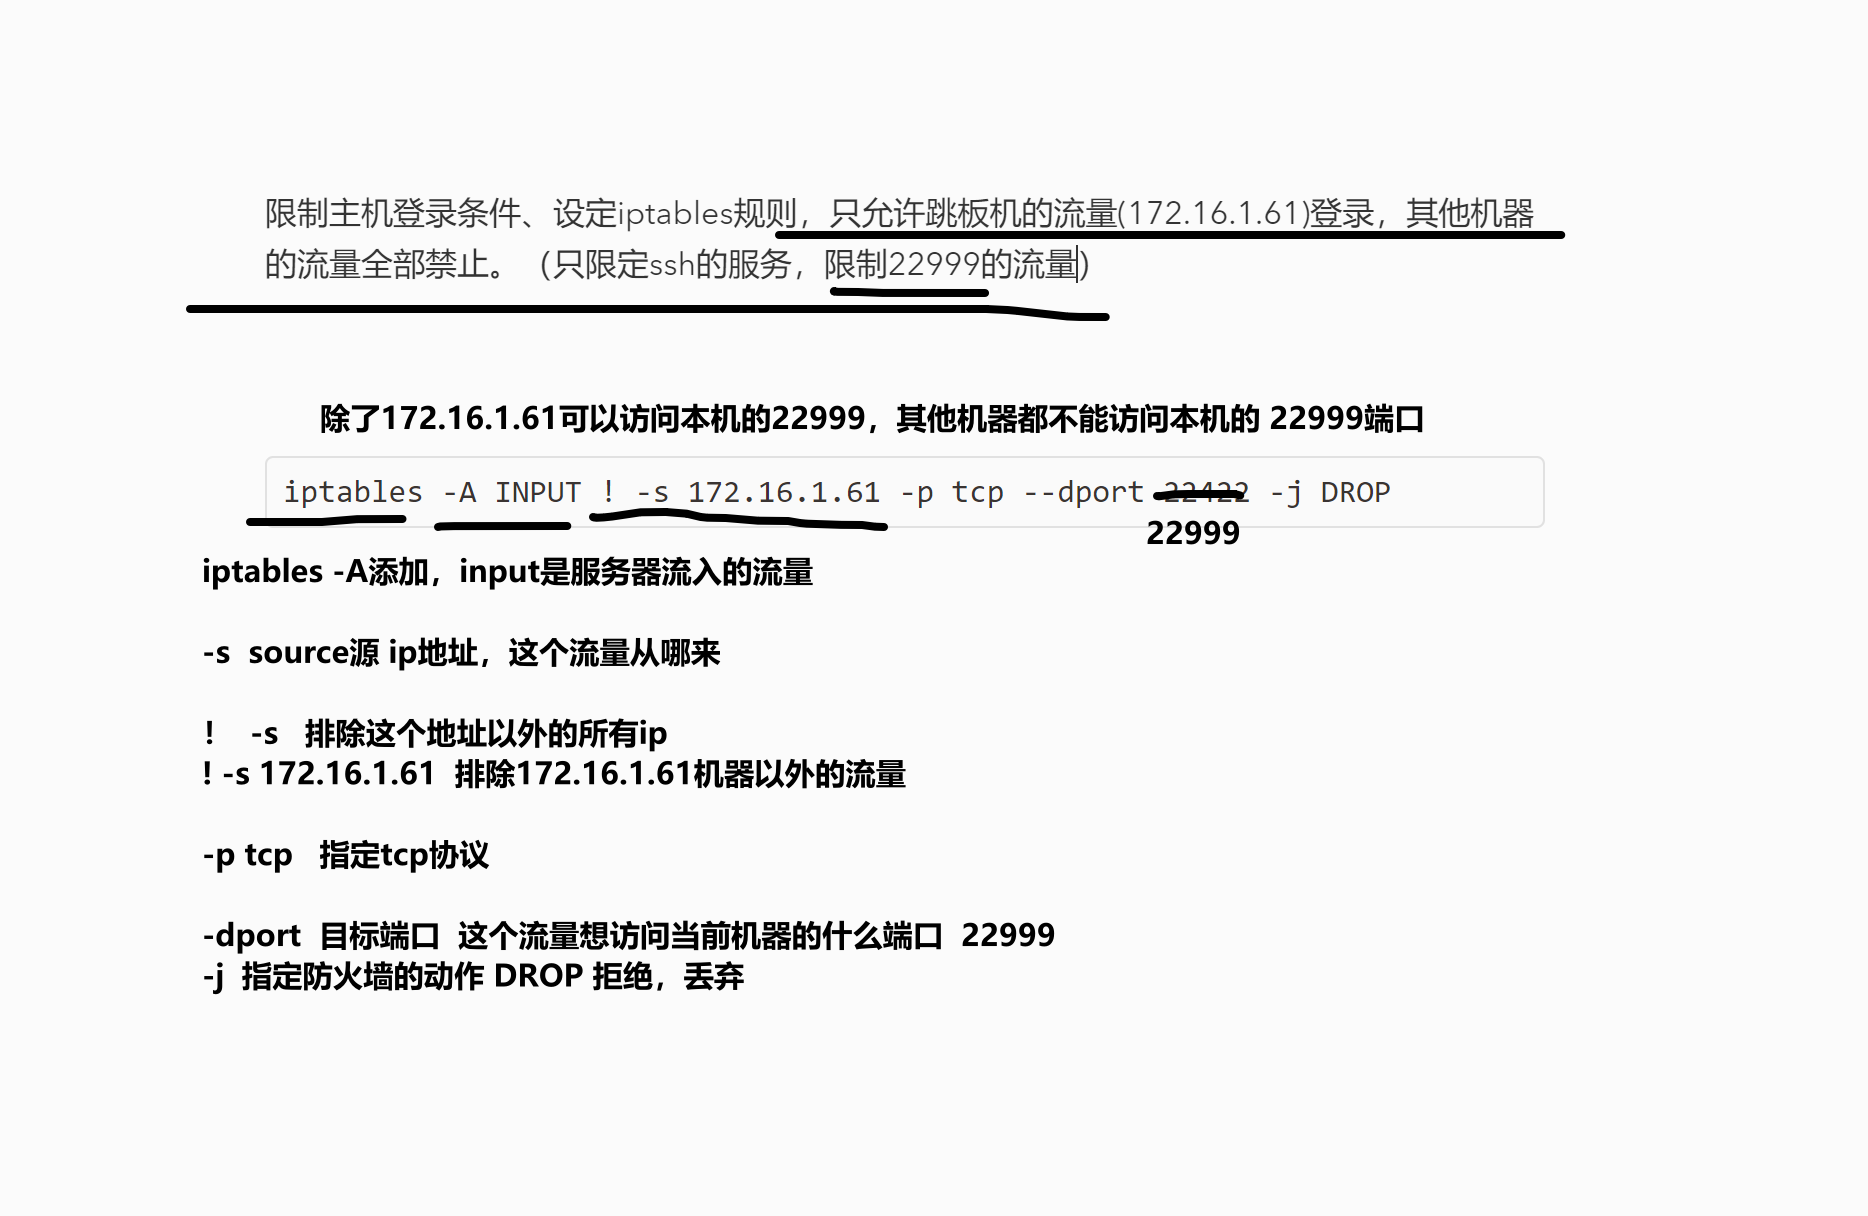 限制主机登录条件、设定iptables规则，只允许跳板机的流量(172.16.1.61)登录，其他机器
的流量全部禁止。（只限定ssh的服务，限制22999的流量）
除了172.16.1.61可以访问本机的22999，其他机器都不能访问本机的 22999端口
iptables -A INPUT ! -s 172.16.1.61 -p tcp --dport 22422 -j DROP
22999
iptables -A添加，input是服务器流入的流量
-s  source源 ip地址，这个流量从哪来
！  -s   排除这个地址以外的所有ip
! -s 172.16.1.61  排除172.16.1.61机器以外的流量
-p tcp   指定tcp协议
-dport  目标端口  这个流量想访问当前机器的什么端口  22999
-j  指定防火墙的动作 DROP 拒绝，丢弃